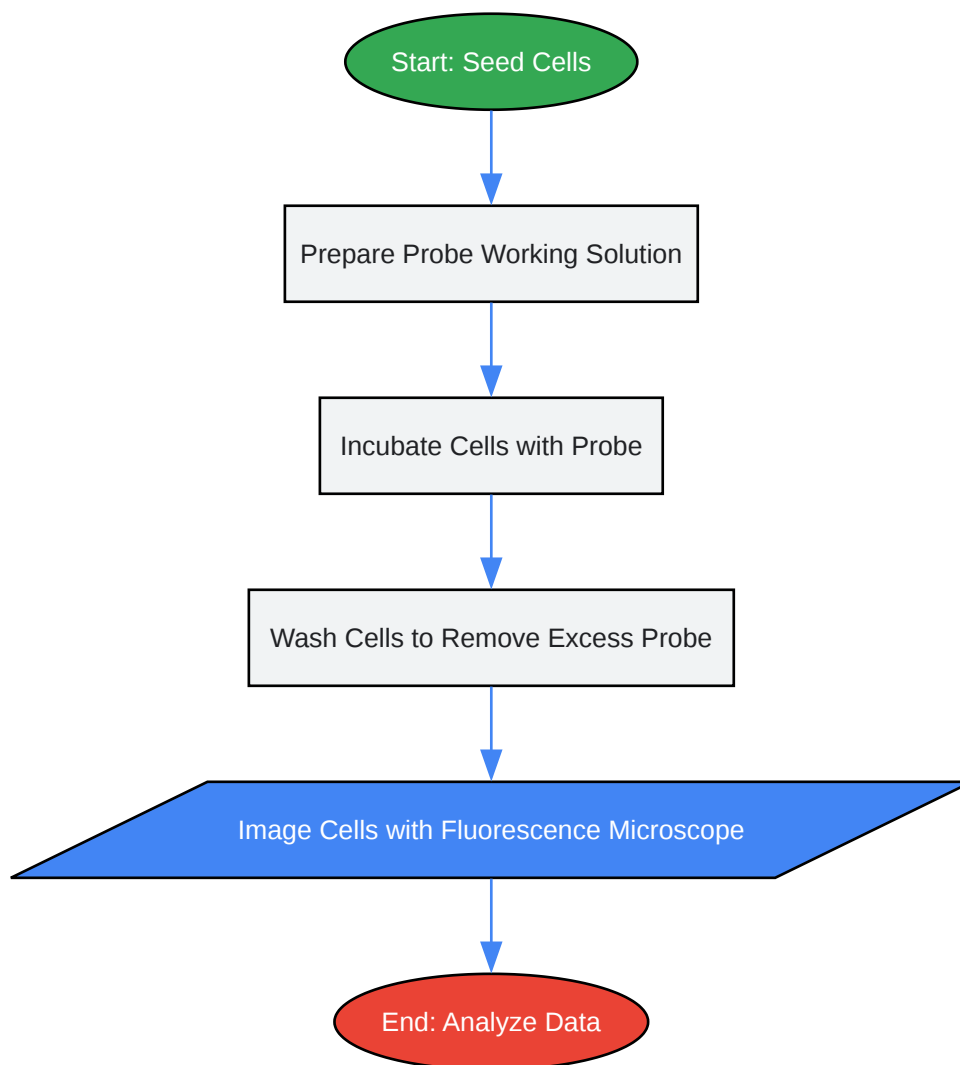 Start: Seed Cells
Prepare Probe Working Solution
Incubate Cells with Probe
Wash Cells to Remove Excess Probe
Image Cells with Fluorescence Microscope
End: Analyze Data